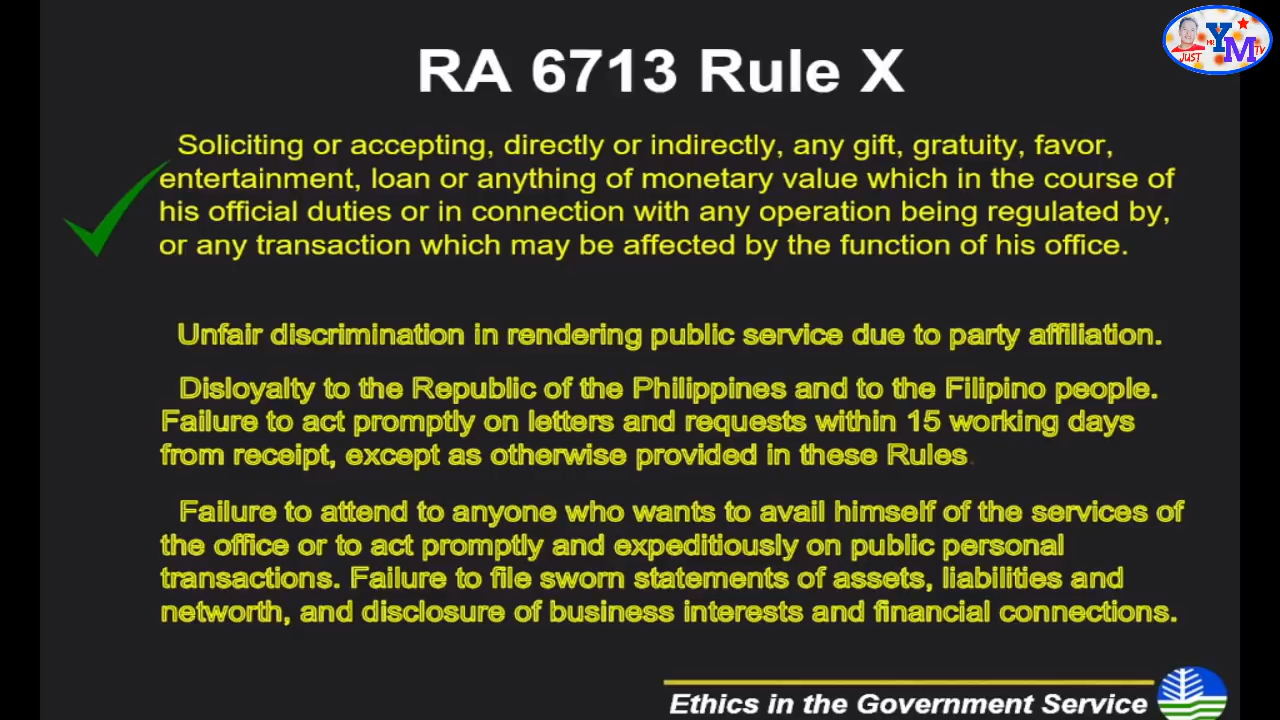 RA 6713 Rule X
Soliciting or accepting, directly or indirectly, any gift, gratuity, favor,
entertainment, loan or anything of monetary value which in the course of
his official duties or in connection with any operation being regulated by,
or any transaction which may be affected by the function of his office.
Unfair discrimination in rendering public service due to party affiliation.
Disloyalty to the Republic of the Philippines and to the Filipino people.
Failure to act promptly on letters and requests within 15 working days
from receipt, except as otherwise provided in these Rules.
Failure to attend to anyone who wants to avail himself of the services of
the office or to act promptly and expeditiously on public personal
transactions. Failure to file sworn statements of assets, liabilities and
networth, and disclosure of business interests and financial connections.
Ethics in the Government Service
JUST MR YM TV